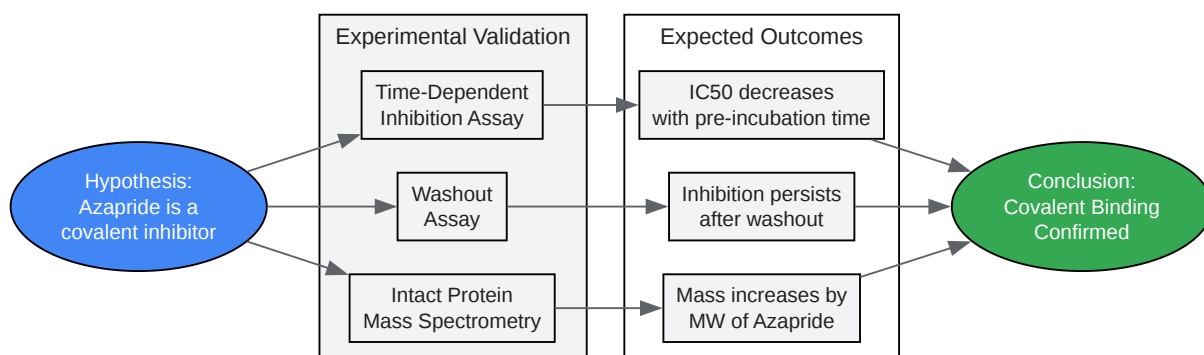 Experimental Validation
Expected Outcomes
Time-Dependent
Inhibition Assay
IC50 decreases
with pre-incubation time
Hypothesis:
Azapride is a
covalent inhibitor
Washout
Assay
Inhibition persists
after washout
Conclusion:
Covalent Binding
Confirmed
Intact Protein
Mass Spectrometry
Mass increases by
MW of Azapride